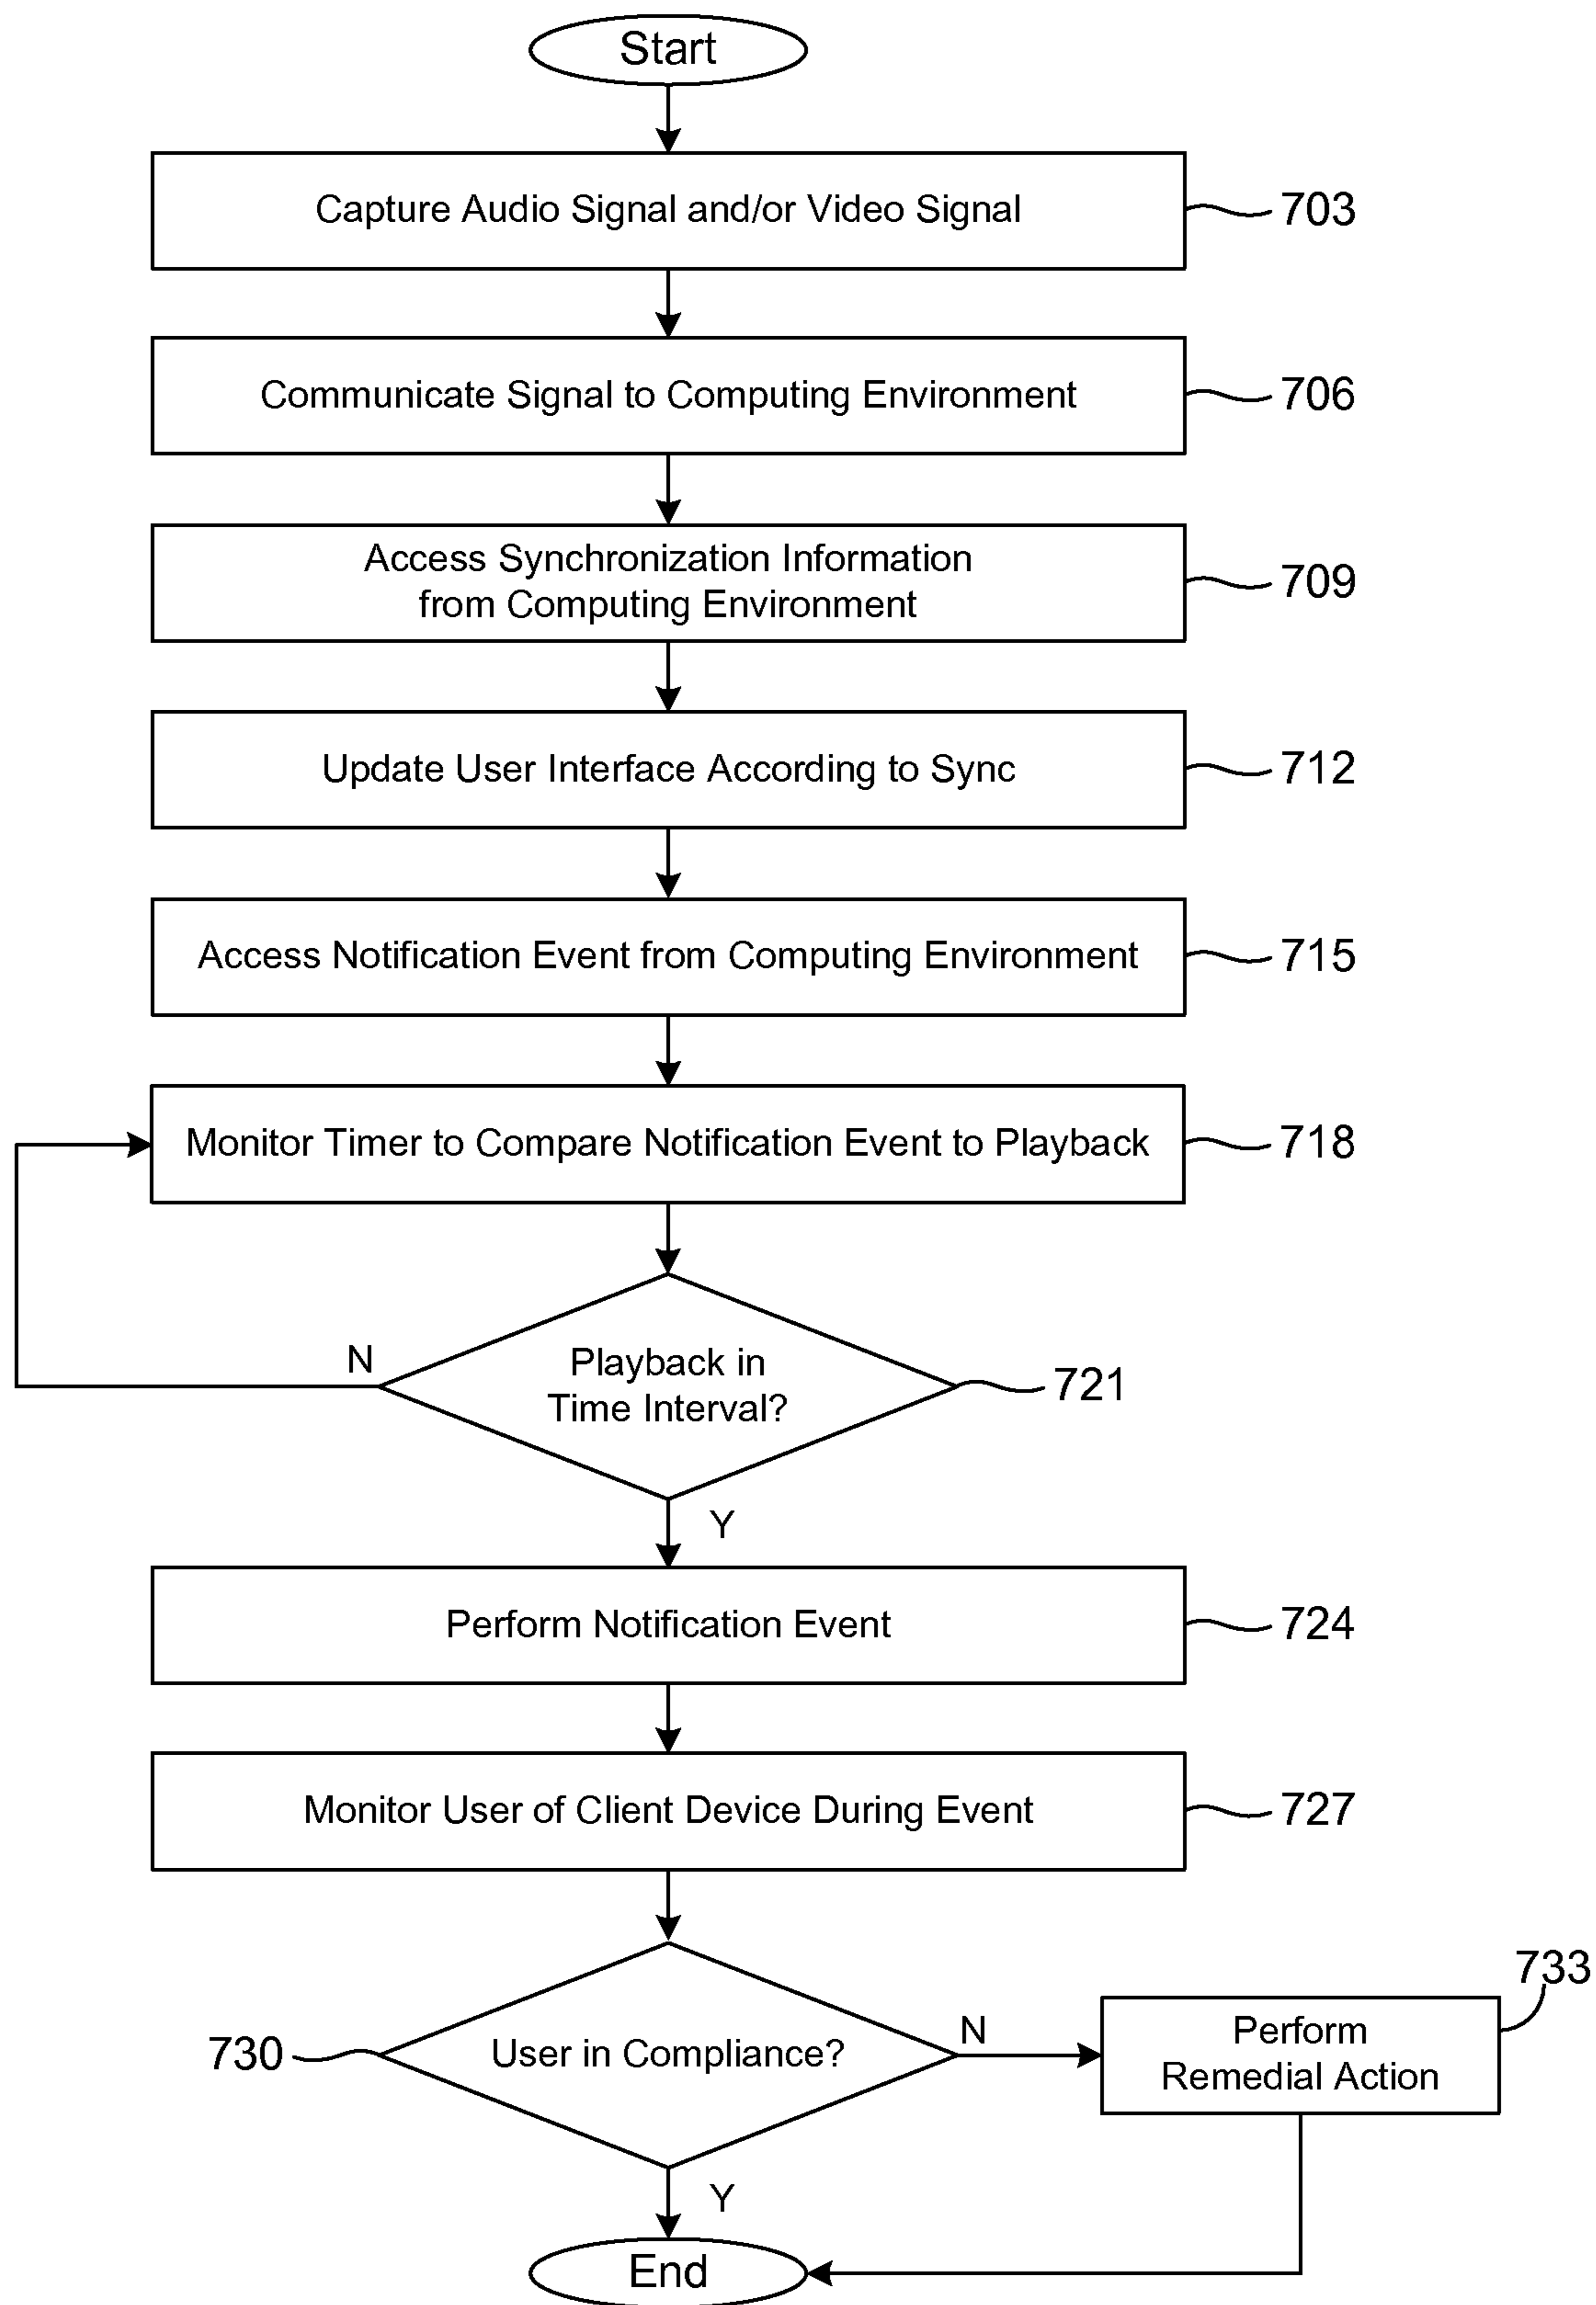 Start
Capture Audio Signal and/or Video Signal
703
Communicate Signal to Computing Environment
706
Access Synchronization Information
from Computing Environment
709
Update User Interface According to Sync
712
Access Notification Event from Computing Environment
715
Monitor Timer to Compare Notification Event to Playback
718
N
Playback in
Time Interval?
721
Y
Perform Notification Event
724
Monitor User of Client Device During Event
727
730
User in Compliance?
N
733
Perform
Remedial Action
Y
End